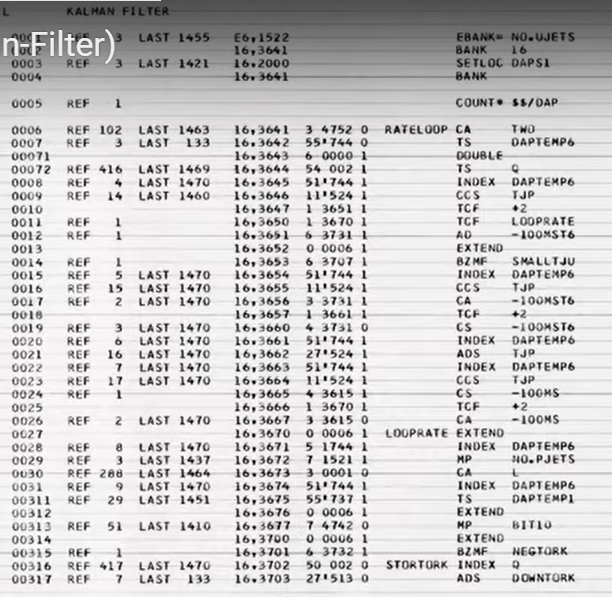 L KALMAN FILTER
n-Filter)
3 LAST 1455 E6,1522 EBANK= NO.UJETS
16,3641 BANK 16
0003 REF 3 LAST 1421 16.2000 SETLOC DAPS1
0004 16.3641 BANK
0005 REF 1 COUNT* $$/DAP
0006 REF 102 LAST 1463 16,3641 3 4752 0 RATELOOP CA TWO
0007 REF 3 LAST 133 16.3642 55'744 0 TS DAPTEMP6
00071 16.3643 6 0000 1 DOUBLE
00072 REF 416 LAST 1469 16,3644 54 002 1 TS Q
0008 REF 4 LAST 1470 16.3645 51'744 1 INDEX DAPTEMP6
0009 REF 14 LAST 1460 16,3646 11'524 1 CCS TJP
0010 16,3647 1 3651 1 TCF +2
0011 REF 1 16,3650 1 3670 1 TCF LOOPRATE
0012 REF 1 16.3651 6 3731 1 AD -100MST6
0013 16.3652 0 0006 1 EXTEND
0014 REF 1 16,3653 6 3707 1 BZMF SMALLTJU
0015 REF 5 LAST 1470 16.3654 51'744 1 INDEX DAPTEMP6
0016 REF 15 LAST 1470 16.3655 11'524 1 CCS TJP
0017 REF 2 LAST 1470 16,3656 3 3731 1 CA -100MST6
0018 16,3657 1 3661 1 TCF +2
0019 REF 3 LAST 1470 16.3660 4 3731 0 CS -100MST6
0020 REF 6 LAST 1470 16.3661 51'744 1 INDEX DAPTEMP6
0021 REF 16 LAST 1470 16,3662 27'524 1 ADS TJP
0022 REF 7 LAST 1470 16,3663 51'744 1 INDEX DAPTEMP6
0023 REF 17 LAST 1470 16,3664 11'524 1 CCS TJP
0024 REF 1 16,3665 4 3615 1 CS -100MS
0025 16,3666 1 3670 1 TCF +2
0026 REF 2 LAST 1470 16.3667 3 3615 0 CA -100MS
0027 16.3670 0 0006 1 LOOPRATE EXTEND
0028 REF 8 LAST 1470 16,3671 5 1744 1 INDEX DAPTEMP6
0029 REF 3 LAST 1437 16,3672 7 1521 1 MP NO.PJETS
0030 REF 288 LAST 1464 16,3673 3 0001 0 CA L
0031 REF 9 LAST 1470 16,3674 51'744 1 INDEX DAPTEMP6
00311 REF 29 LAST 1451 16,3675 55'737 1 TS DAPTEMP1
00312 16.3676 0 0006 1 EXTEND
00313 REF 51 LAST 1410 16.3677 7 4742 0 MP BIT10
00314 16,3700 0 0006 1 EXTEND
00315 REF 1 16,3701 6 3732 1 BZMF NEGTORK
00316 REF 417 LAST 1470 16.3702 50 002 0 STORTORK INDEX Q
00317 REF 7 LAST 133 16.3703 27'513 0 ADS DOWNTORK